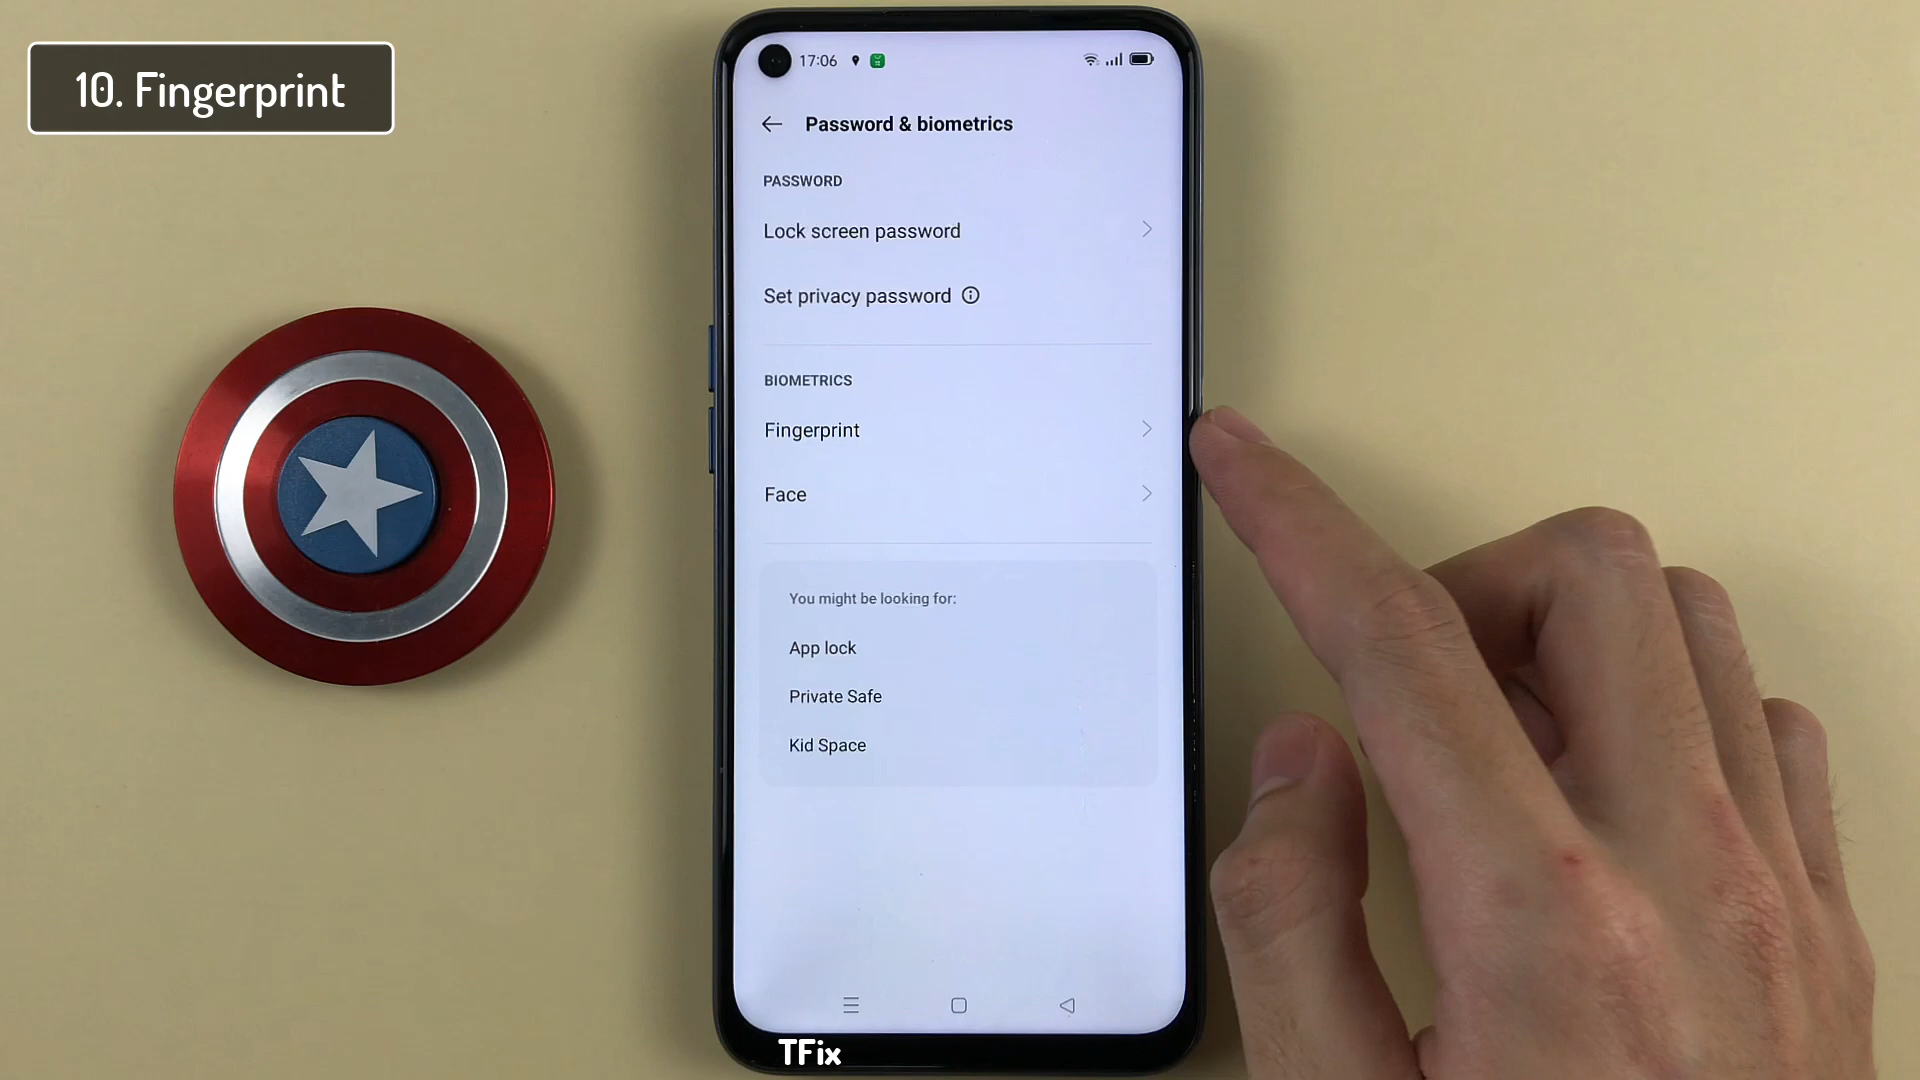 10. Fingerprint
17:06
Password & biometrics
PASSWORD
Lock screen password
Set privacy password
BIOMETRICS
Fingerprint
Face
You might be looking for:
App lock
Private Safe
Kid Space
TFix